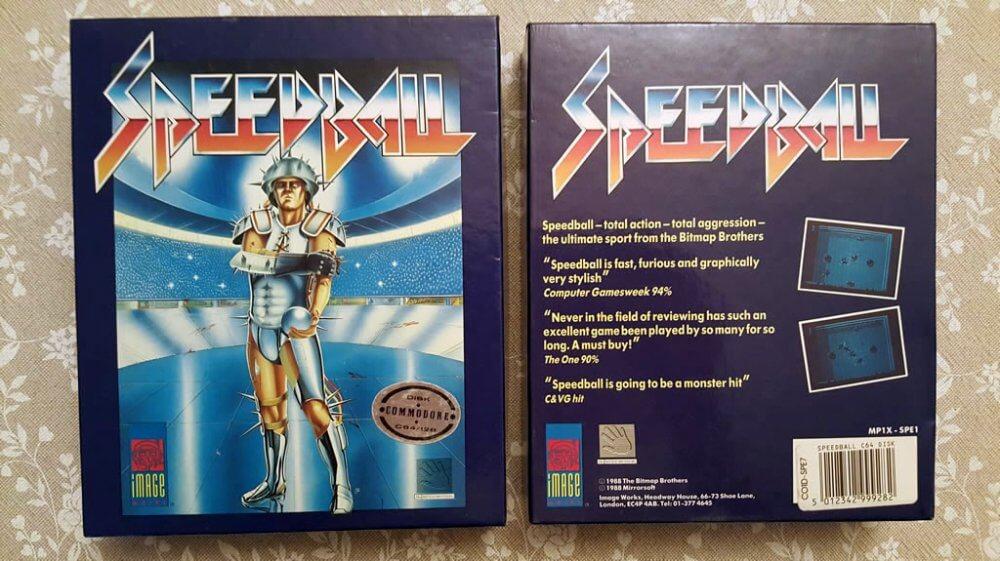 SPEEDBALL
DISK
COMMODORE
C64/128
IMAGE
WORKS
SPEEDBALL
Speedball – total action – total aggression –
the ultimate sport from the Bitmap Brothers
"Speedball is fast, furious and graphically
very stylish"
Computer Gamesweek 94%
"Never in the field of reviewing has such an
excellent game been played by so many for so
long. A must buy!"
The One 90%
"Speedball is going to be a monster hit"
C&VG hit
MP1X - SPE1
SPEEDBALL C64 DISK
COID-SPE7
5 012342 999282
IMAGE
© 1988 The Bitmap Brothers
© 1988 Mirrorsoft
Image Works, Headway House, 66-73 Shoe Lane,
London, EC4P 4AB. Tel: 01-377 4645